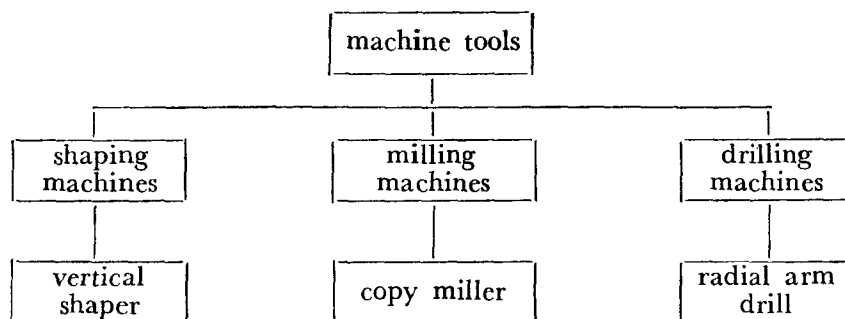 machine tools
shaping
machines
milling
machines
drilling
machines
vertical
shaper
copy miller
radial arm
drill